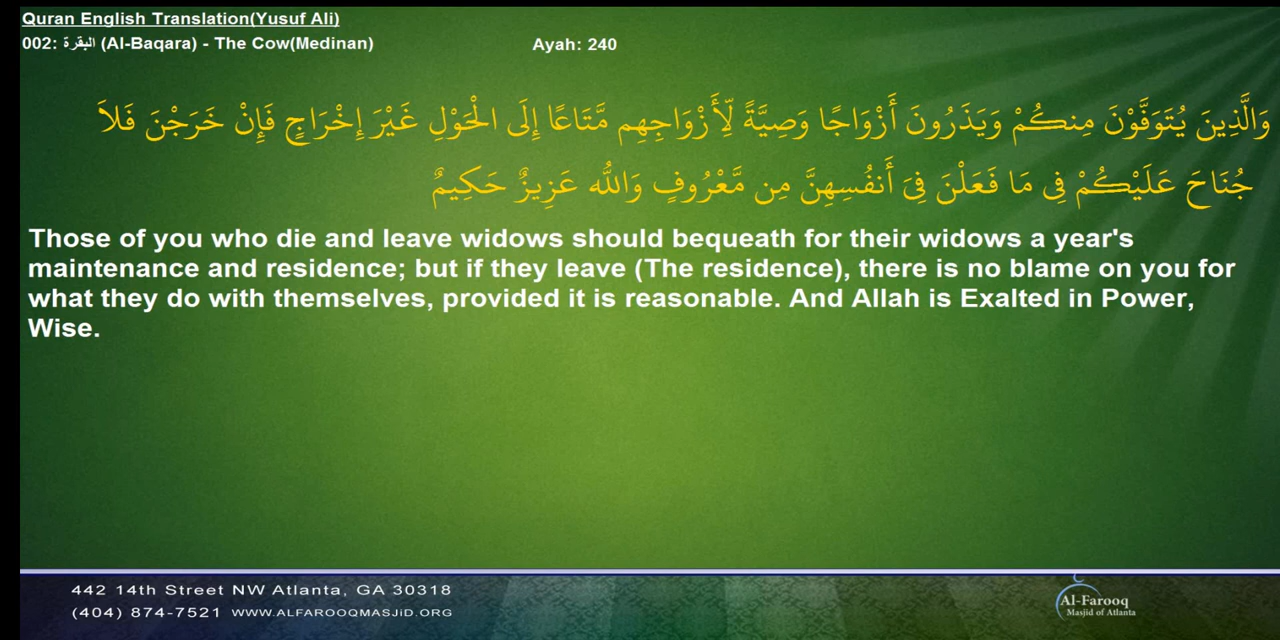 Quran English Translation(Yusuf Ali)
002: البقرة (Al-Baqara) - The Cow(Medinan)
Ayah: 240
وَالَّذِينَ يُتَوَفَّوْنَ مِنكُمْ وَيَذَرُونَ أَزْوَاجًا وَصِيَّةً لِّأَزْوَاجِهِم مَّتَاعًا إِلَى الْحَوْلِ غَيْرَ إِخْرَاجٍ فَإِنْ خَرَجْنَ فَلاَ
جُنَاحَ عَلَيْكُمْ فِى مَا فَعَلْنَ فِىَ أَنفُسِهِنَّ مِن مَّعْرُوفٍ وَاللّٰه عَزِيزٌ حَكِيمٌ
Those of you who die and leave widows should bequeath for their widows a year's
maintenance and residence; but if they leave (The residence), there is no blame on you for
what they do with themselves, provided it is reasonable. And Allah is Exalted in Power,
Wise.
442 14th Street NW Atlanta, GA 30318
(404) 874-7521 WWW.ALFAROOQMASJiD.ORG
Al-Farooq
Masjid of Atlanta